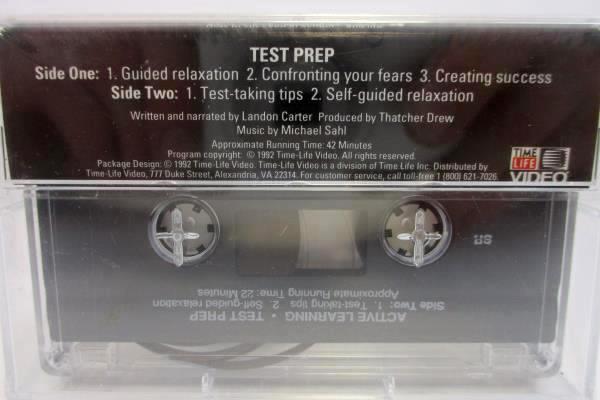 TEST PREP
Side One: 1. Guided relaxation 2. Confronting your fears 3. Creating success
Side Two: 1. Test-taking tips 2. Self-guided relaxation
Written and narrated by Landon Carter Produced by Thatcher Drew
Music by Michael Sahl
Approximate Running Time: 42 Minutes
Program copyright: © 1992 Time-Life Video. All rights reserved.
Package Design: © 1992 Time-Life Video. Time-Life Video is a division of Time Life Inc. Distributed by
Time-Life Video, 777 Duke Street, Alexandria, VA 22314. For customer service, call toll-free 1 (800) 621-7026.
TIME
LIFE
VIDEO
SR
ACTIVE LEARNING • TEST PREP
Side Two: 1. Test-taking tips 2. Self-guided relaxation
Approximate Running Time: 22 Minutes